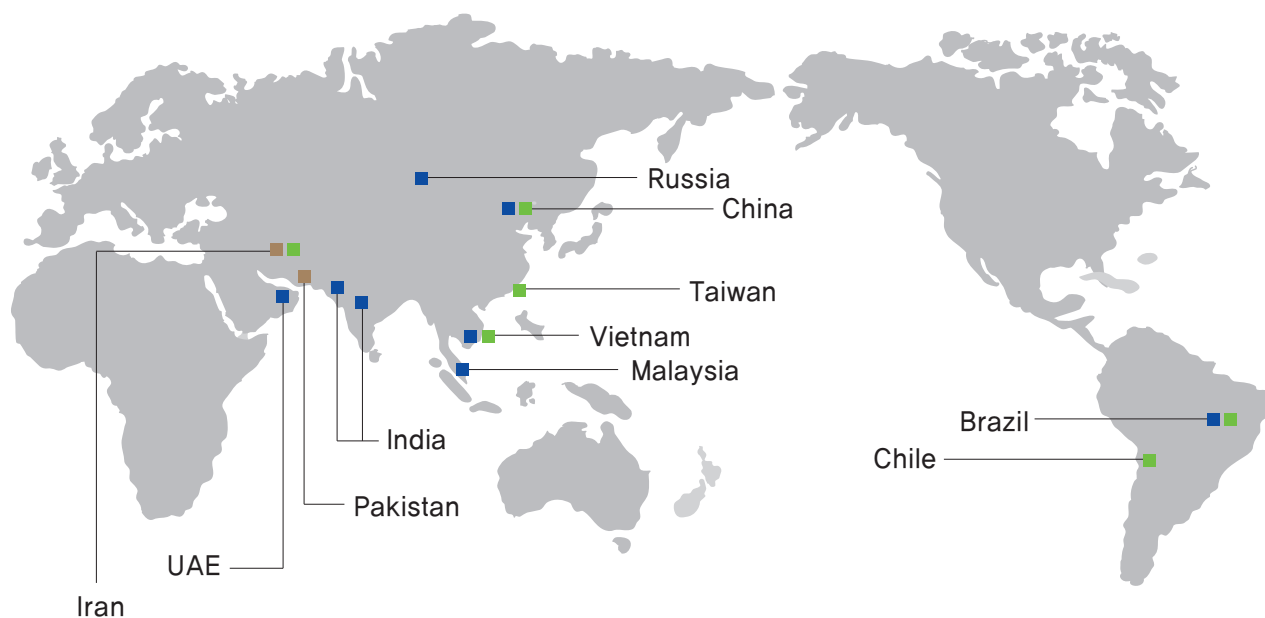 Russia
China
Taiwan
Vietnam
Malaysia
India
Pakistan
UAE
Iran
Brazil
Chile